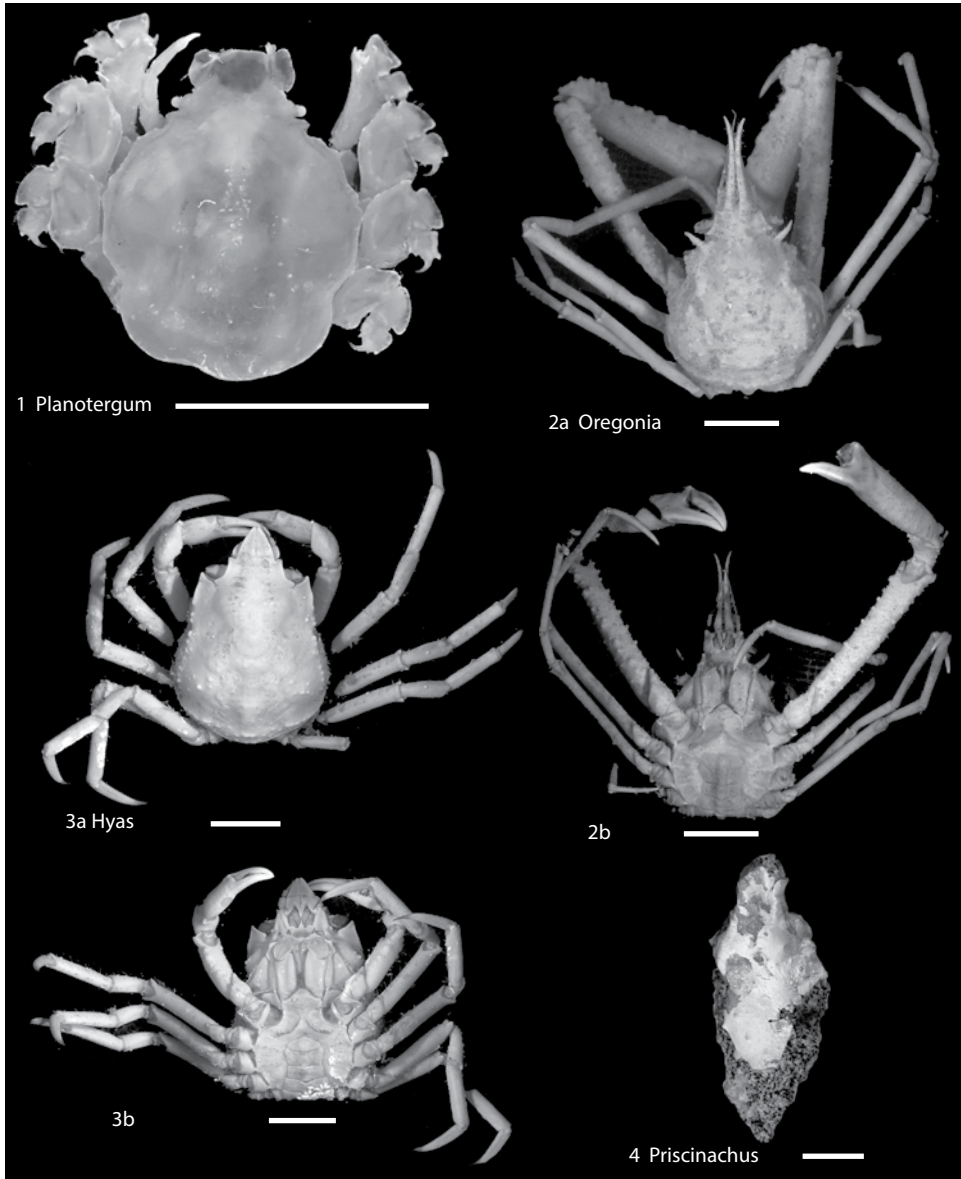 1 Planotergum
2a Oregonia
3a Hyas
2b
3b
4 Priscinachus